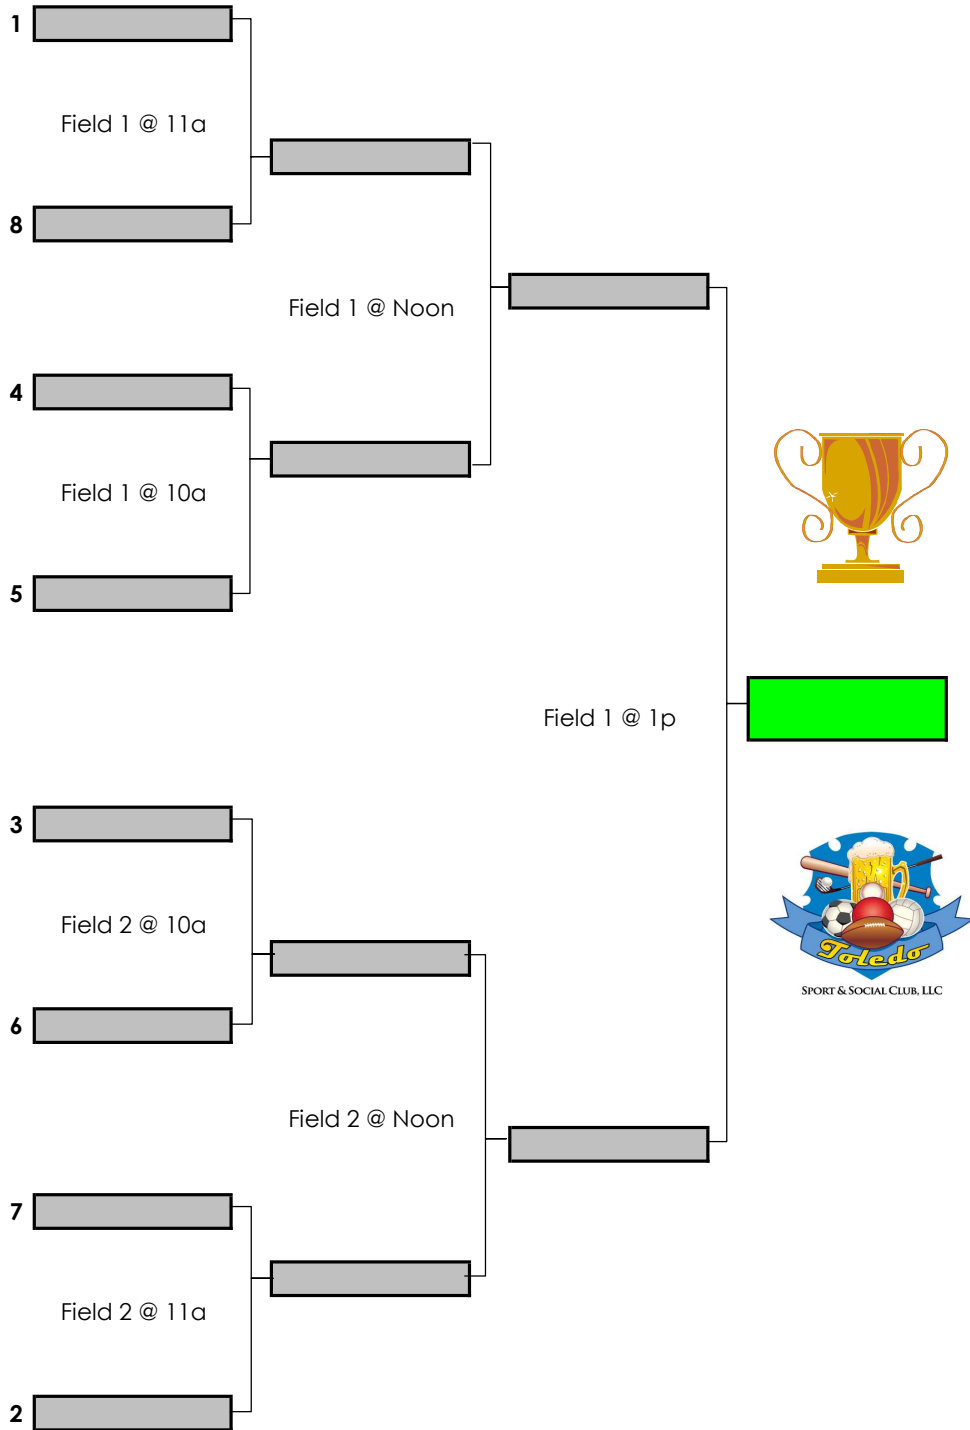 1
Field 1 @ 11a
8
Field 1 @ Noon
4
Field 1 @ 10a
5
Field 1 @ 1p
3
Field 2 @ 10a
Toledo
SPORT & SOCIAL CLUB, LLC
6
Field 2 @ Noon
7
Field 2 @ 11a
2